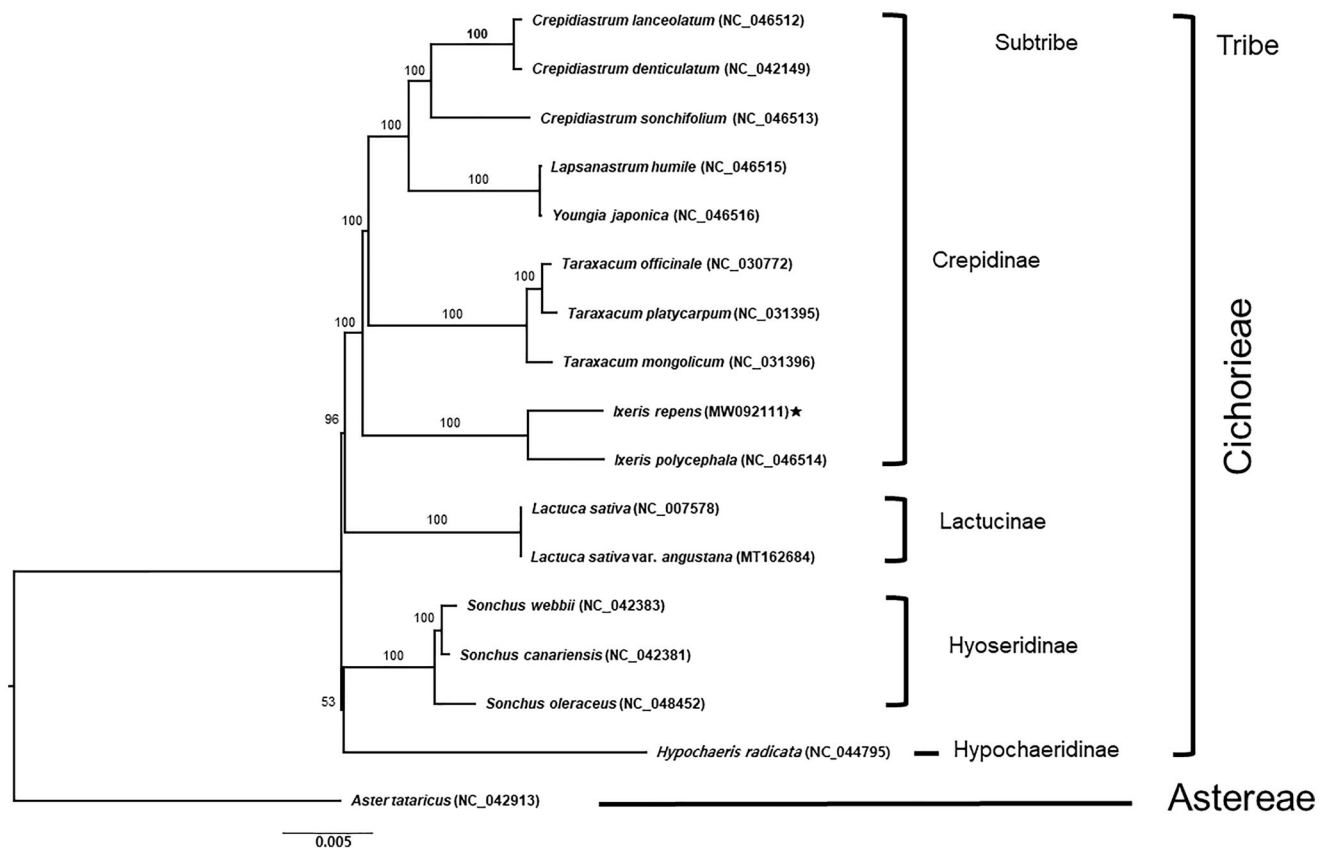 Crepidiastrum lanceolatum (NC_046512)
100
Subtribe
Tribe
100
Crepidiastrum denticulatum (NC_042149)
Crepidiastrum sonchifolium (NC_046513)
100
Lapsanastrum humile (NC_046515)
100
Youngia japonica (NC_046516)
100
Taraxacum officinale (NC_030772)
Crepidinae
100
Taraxacum platycarpum (NC_031395)
100
100
Taraxacum mongolicum (NC_031396)
Cichorieae
Ixeris repens (MW092111)★
96
100
Ixeris polycephala (NC_046514)
Lactuca sativa (NC_007578)
100
Lactucinae
Lactuca sativa var. angustana (MT162684)
Sonchus webbii (NC_042383)
100
Hyoseridinae
100
Sonchus canariensis (NC_042381)
53
Sonchus oleraceus (NC_048452)
Hypochaeris radicata (NC_044795)
Hypochaeridinae
Aster tataricus (NC_042913)
Astereae
0.005